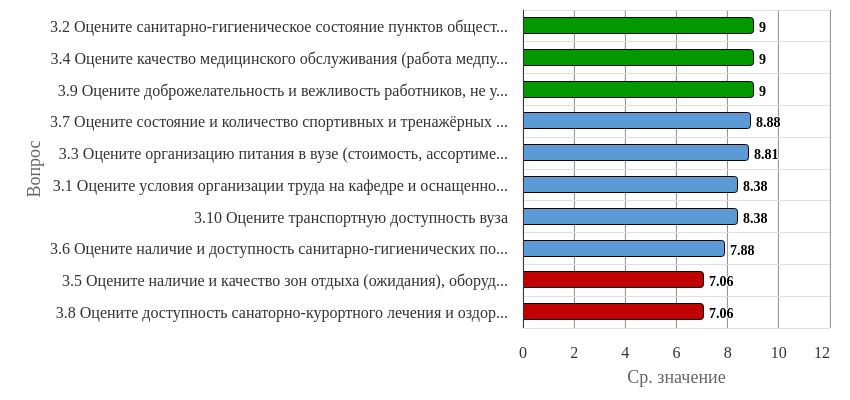 3.2 Оцените санитарно-гигиеническое состояние пунктов общест... 9
3.4 Оцените качество медицинского обслуживания (работа медпу... 9
3.9 Оцените доброжелательность и вежливость работников, не у... 9
3.7 Оцените состояние и количество спортивных и тренажёрных ... 8.88
3.3 Оцените организацию питания в вузе (стоимость, ассортиме... 8.81
3.1 Оцените условия организации труда на кафедре и оснащенно... 8.38
3.10 Оцените транспортную доступность вуза 8.38
3.6 Оцените наличие и доступность санитарно-гигиенических по... 7.88
3.5 Оцените наличие и качество зон отдыха (ожидания), оборуд... 7.06
3.8 Оцените доступность санаторно-курортного лечения и оздор... 7.06
Вопрос
0 2 4 6 8 10 12
Ср. значение